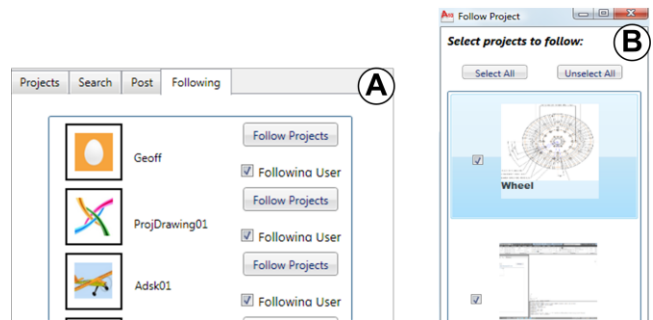 Projects Search Post Following
A
Follow Projects
Geoff
Following User
Follow Projects
ProjDrawing01
Following User
Follow Projects
Adsk01
Following User
Follow Project
B
Select projects to follow:
Select All Unselect All
Wheel